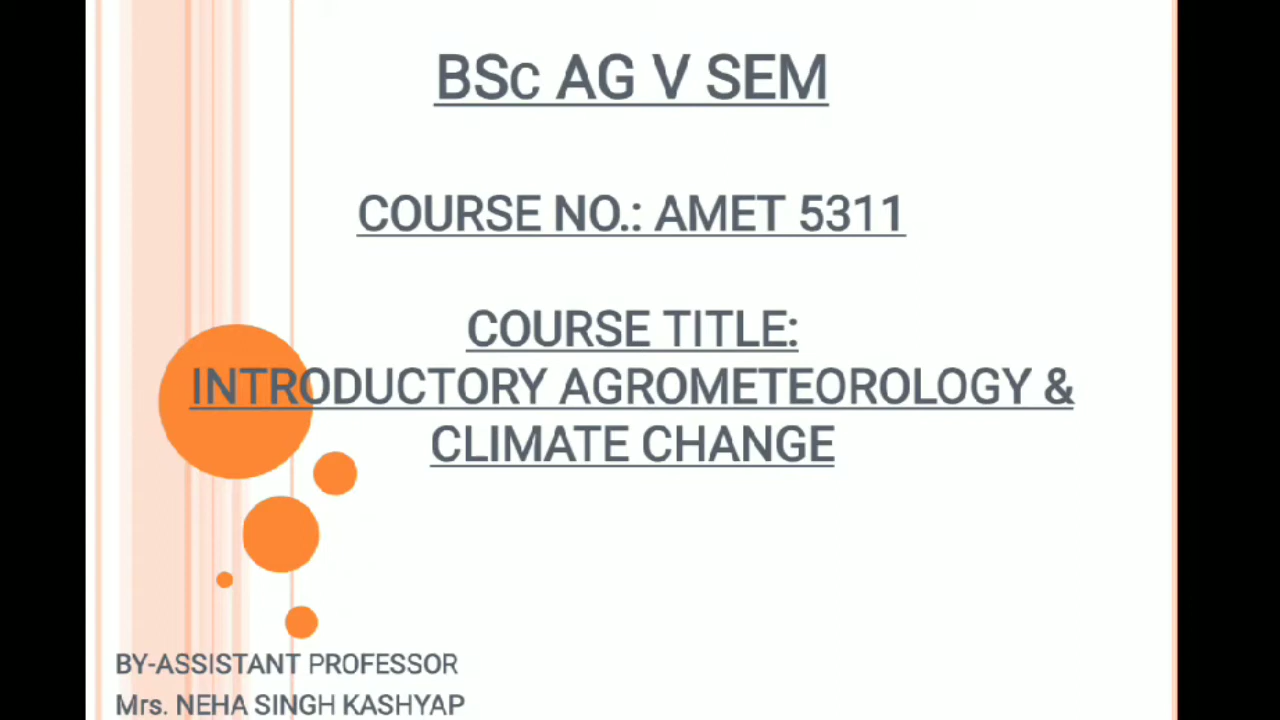 BSc AG V SEM
COURSE NO.: AMET 5311
COURSE TITLE:
INTRODUCTORY AGROMETEOROLOGY &
CLIMATE CHANGE
BY-ASSISTANT PROFESSOR
Mrs. NEHA SINGH KASHYAP